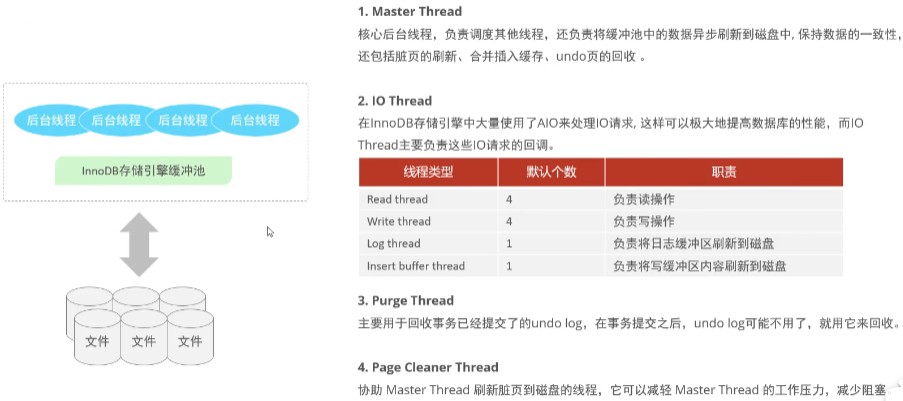 后台线程 后台线程 后台线程 后台线程
InnoDB存储引擎缓冲池
文件 文件 文件
1. Master Thread
核心后台线程，负责调度其他线程，还负责将缓冲池中的数据异步刷新到磁盘中, 保持数据的一致性，
还包括脏页的刷新、合并插入缓存、undo页的回收 。
2. IO Thread
在InnoDB存储引擎中大量使用了AIO来处理IO请求, 这样可以极大地提高数据库的性能，而IO
Thread主要负责这些IO请求的回调。
线程类型 默认个数 职责
Read thread 4 负责读操作
Write thread 4 负责写操作
Log thread 1 负责将日志缓冲区刷新到磁盘
Insert buffer thread 1 负责将写缓冲区内容刷新到磁盘
3. Purge Thread
主要用于回收事务已经提交了的undo log，在事务提交之后，undo log可能不用了，就用它来回收。
4. Page Cleaner Thread
协助 Master Thread 刷新脏页到磁盘的线程，它可以减轻 Master Thread 的工作压力，减少阻塞